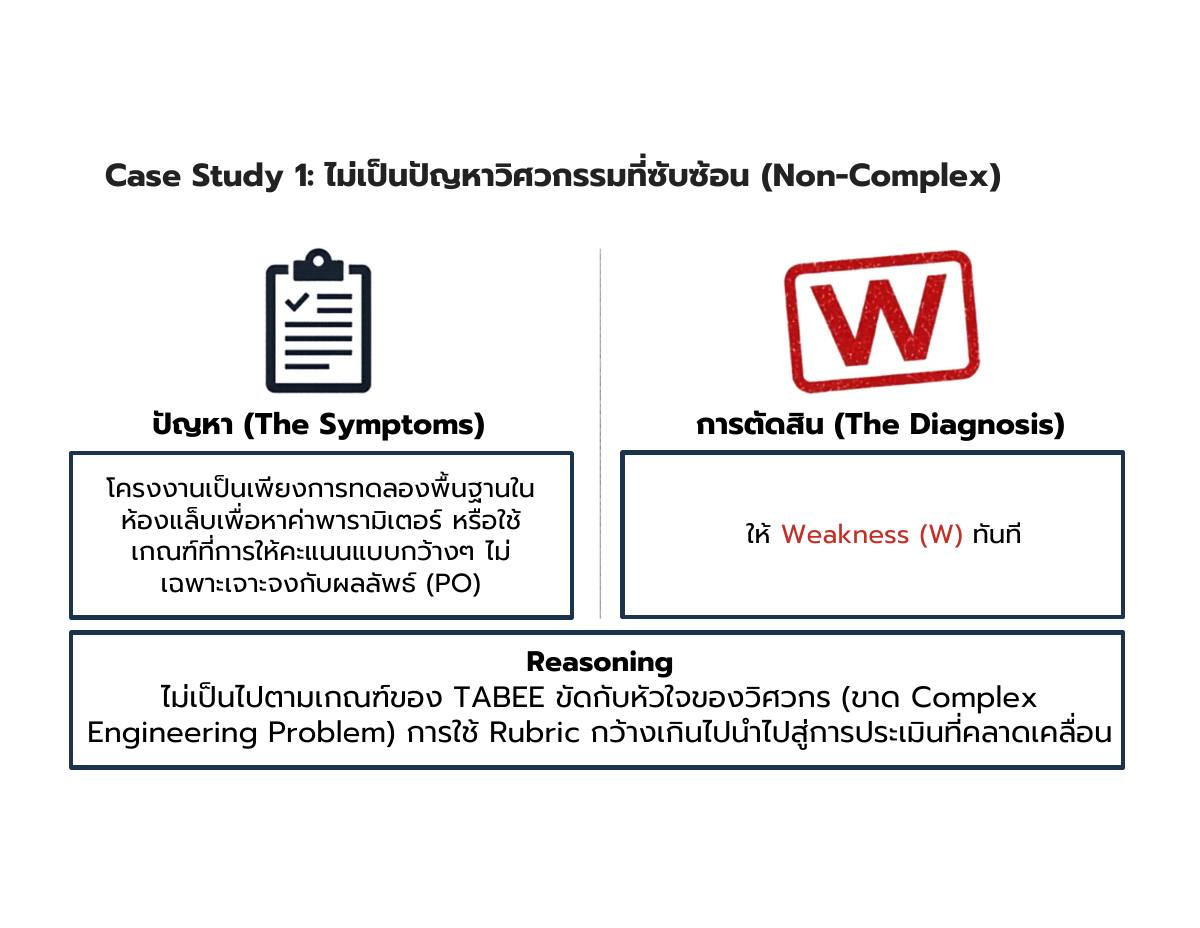 Case Study 1: ไม่เป็นปัญหาวิศวกรรมที่ซับซ้อน (Non-Complex)
W
ปัญหา (The Symptoms)
การตัดสิน (The Diagnosis)
โครงงานเป็นเพียงการทดลองพื้นฐานใน
ห้องแล็บเพื่อหาค่าพารามิเตอร์ หรือใช้
เกณฑ์ที่การให้คะแนนแบบกว้างๆ ไม่
เฉพาะเจาะจงกับผลลัพธ์ (PO)
ให้ Weakness (W) ทันที
Reasoning
ไม่เป็นไปตามเกณฑ์ของ TABEE ขัดกับหัวใจของวิศวกร (ขาด Complex
Engineering Problem) การใช้ Rubric กว้างเกินไปนำไปสู่การประเมินที่คลาดเคลื่อน